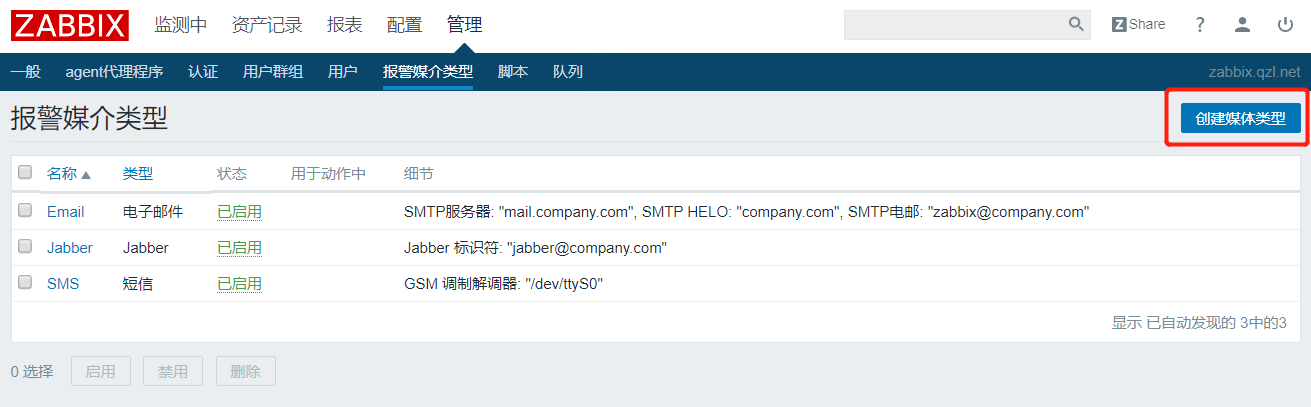 ZABBIX 监测中 资产记录 报表 配置 管理 Z Share ?
一般 agent代理程序 认证 用户群组 用户 报警媒介类型 脚本 队列 zabbix.qzl.net
报警媒介类型 创建媒体类型
名称 类型 状态 用于动作中 细节
Email 电子邮件 已启用 SMTP服务器: "mail.company.com", SMTP HELO: "company.com", SMTP电邮: "zabbix@company.com"
Jabber Jabber 已启用 Jabber 标识符: "jabber@company.com"
SMS 短信 已启用 GSM 调制解调器: "/dev/ttyS0"
显示 已自动发现的 3中的3
0 选择 启用 禁用 删除